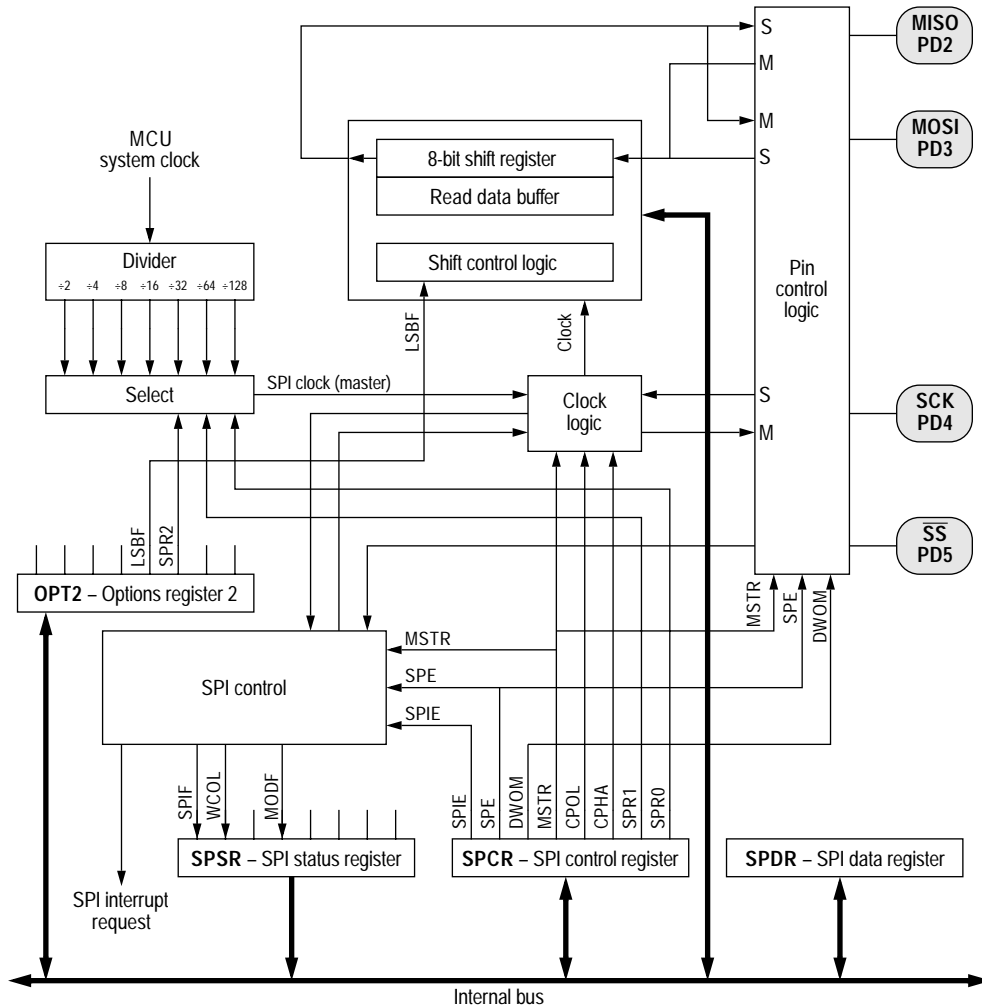 MISO
PD2
S
M
MOSI
PD3
M
S
MCU
system clock
8-bit shift register
Read data buffer
Divider
÷2 ÷4 ÷8 ÷16 ÷32 ÷64 ÷128
Shift control logic
Pin
control
logic
LSBF
Clock
Select
SPI clock (master)
Clock
logic
S
M
SCK
PD4
LSBF
SPR2
SS
PD5
OPT2 – Options register 2
MSTR
SPE
DWOM
SPI control
MSTR
SPE
SPIE
SPIF
WCOL
MODF
SPIE
SPE
DWOM
MSTR
CPOL
CPHA
SPR1
SPR0
SPSR – SPI status register
SPCR – SPI control register
SPDR – SPI data register
SPI interrupt
request
Internal bus